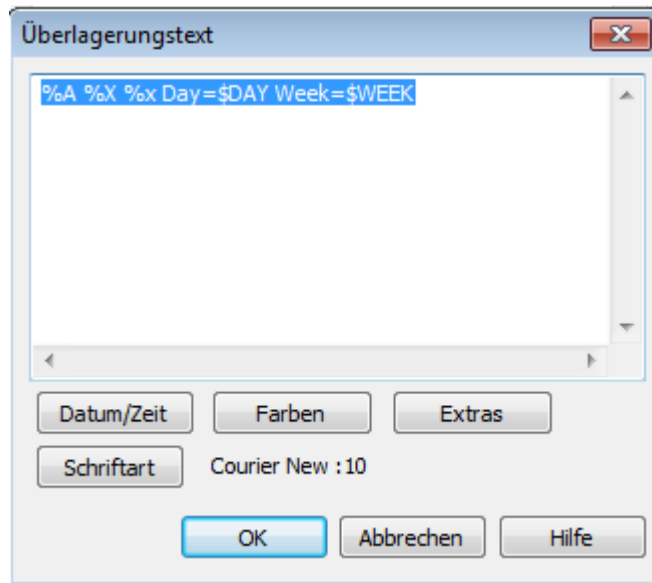 Überlagerungstext
%A %X %x Day=$DAY Week=$WEEK
Datum/Zeit Farben Extras
Schriftart Courier New :10
OK Abbrechen Hilfe